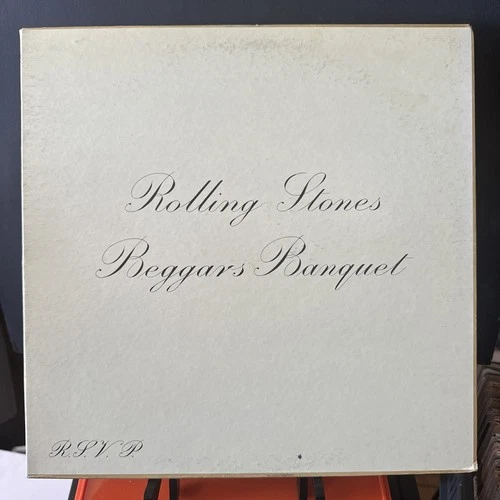 Rolling Stones
Beggars Banquet
R.S.V.P.